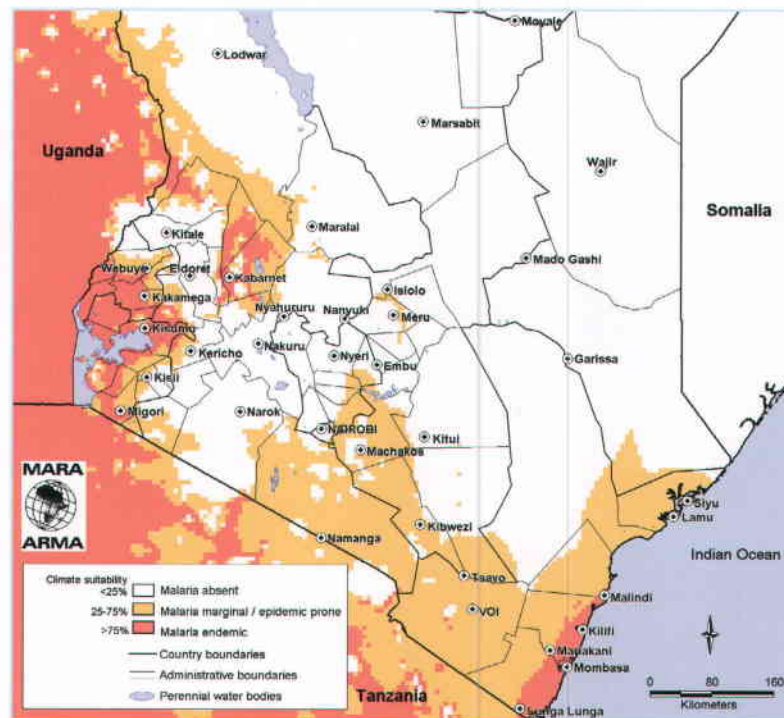 Moyale
Lodwar
Marsabit
Uganda
Wajir
Somalia
Kitale
Maralal
Mado Gashi
Webuye
Eldoret
Kabarnet
Isiolo
Kakamega
Nyahururu
Nanyuki
Meru
Kisumu
Kericho
Nakuru
Nyeri
Embu
Garissa
Kisii
Migori
Narok
NAIROBI
Kitui
Machakos
MARA
ARMA
Siyu
Lamu
Kibwezi
Namanga
Indian Ocean
Tsavo
Malindi
VOI
Kilifi
Mariakani
Mombasa
Lunga Lunga
Tanzania
Climate suitability
<25% Malaria absent
25-75% Malaria marginal / epidemic prone
>75% Malaria endemic
Country boundaries
Administrative boundaries
Perennial water bodies
0 80 160
Kilometers